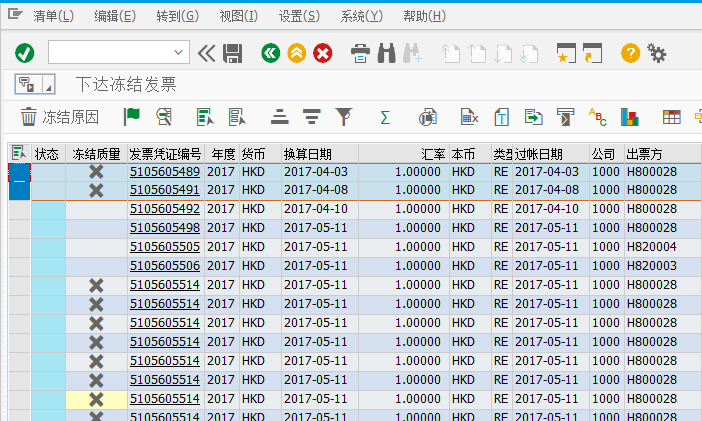 清单(L) 编辑(E) 转到(G) 视图(I) 设置(S) 系统(Y) 帮助(H)
下达冻结发票
冻结原因
状态 冻结质量 发票凭证编号 年度 货币 换算日期 汇率 本币 类型 过帐日期 公司 出票方
5105605489 2017 HKD 2017-04-03 1.00000 HKD RE 2017-04-03 1000 H800028
5105605491 2017 HKD 2017-04-08 1.00000 HKD RE 2017-04-08 1000 H800028
5105605492 2017 HKD 2017-04-10 1.00000 HKD RE 2017-04-10 1000 H800028
5105605498 2017 HKD 2017-05-11 1.00000 HKD RE 2017-05-11 1000 H800028
5105605505 2017 HKD 2017-05-11 1.00000 HKD RE 2017-05-11 1000 H820004
5105605506 2017 HKD 2017-05-11 1.00000 HKD RE 2017-05-11 1000 H820003
5105605514 2017 HKD 2017-05-11 1.00000 HKD RE 2017-05-11 1000 H800028
5105605514 2017 HKD 2017-05-11 1.00000 HKD RE 2017-05-11 1000 H800028
5105605514 2017 HKD 2017-05-11 1.00000 HKD RE 2017-05-11 1000 H800028
5105605514 2017 HKD 2017-05-11 1.00000 HKD RE 2017-05-11 1000 H800028
5105605514 2017 HKD 2017-05-11 1.00000 HKD RE 2017-05-11 1000 H800028
5105605514 2017 HKD 2017-05-11 1.00000 HKD RE 2017-05-11 1000 H800028
5105605514 2017 HKD 2017-05-11 1.00000 HKD RE 2017-05-11 1000 H800028
5105605514 2017 HKD 2017-05-11 1.00000 HKD RE 2017-05-11 1000 H800028